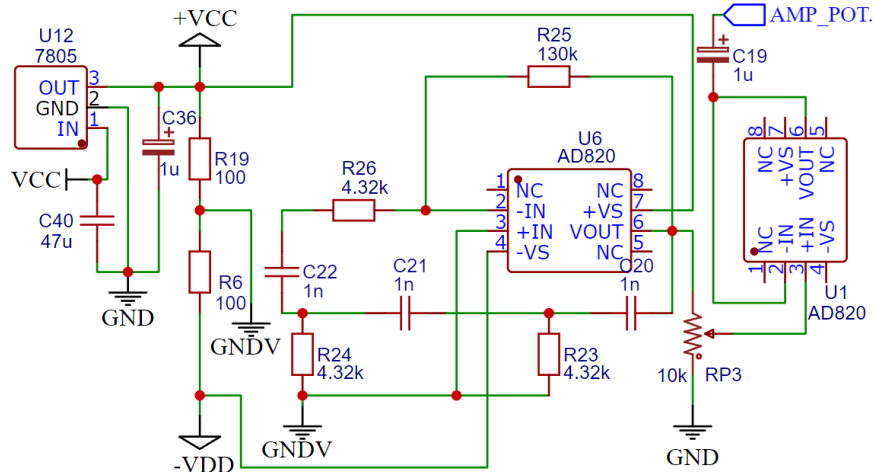 +VCC
AMP_POT.
U12
7805
OUT 3
GND 2
IN 1
C36
1u
VCC
C40
47u
GND
R19
100
R6
100
GNDV
-VDD
R25
130k
R26
4.32k
U6
AD820
1 NC NC 8
2 -IN +VS 7
3 +IN VOUT 6
4 -VS NC 5
C22
1n
C21
1n
C20
1n
R24
4.32k
R23
4.32k
GNDV
C19
1u
8 7 6 5
NC +VS VOUT NC
NC -IN +IN -VS
1 2 3 4
U1
AD820
10k RP3
GND